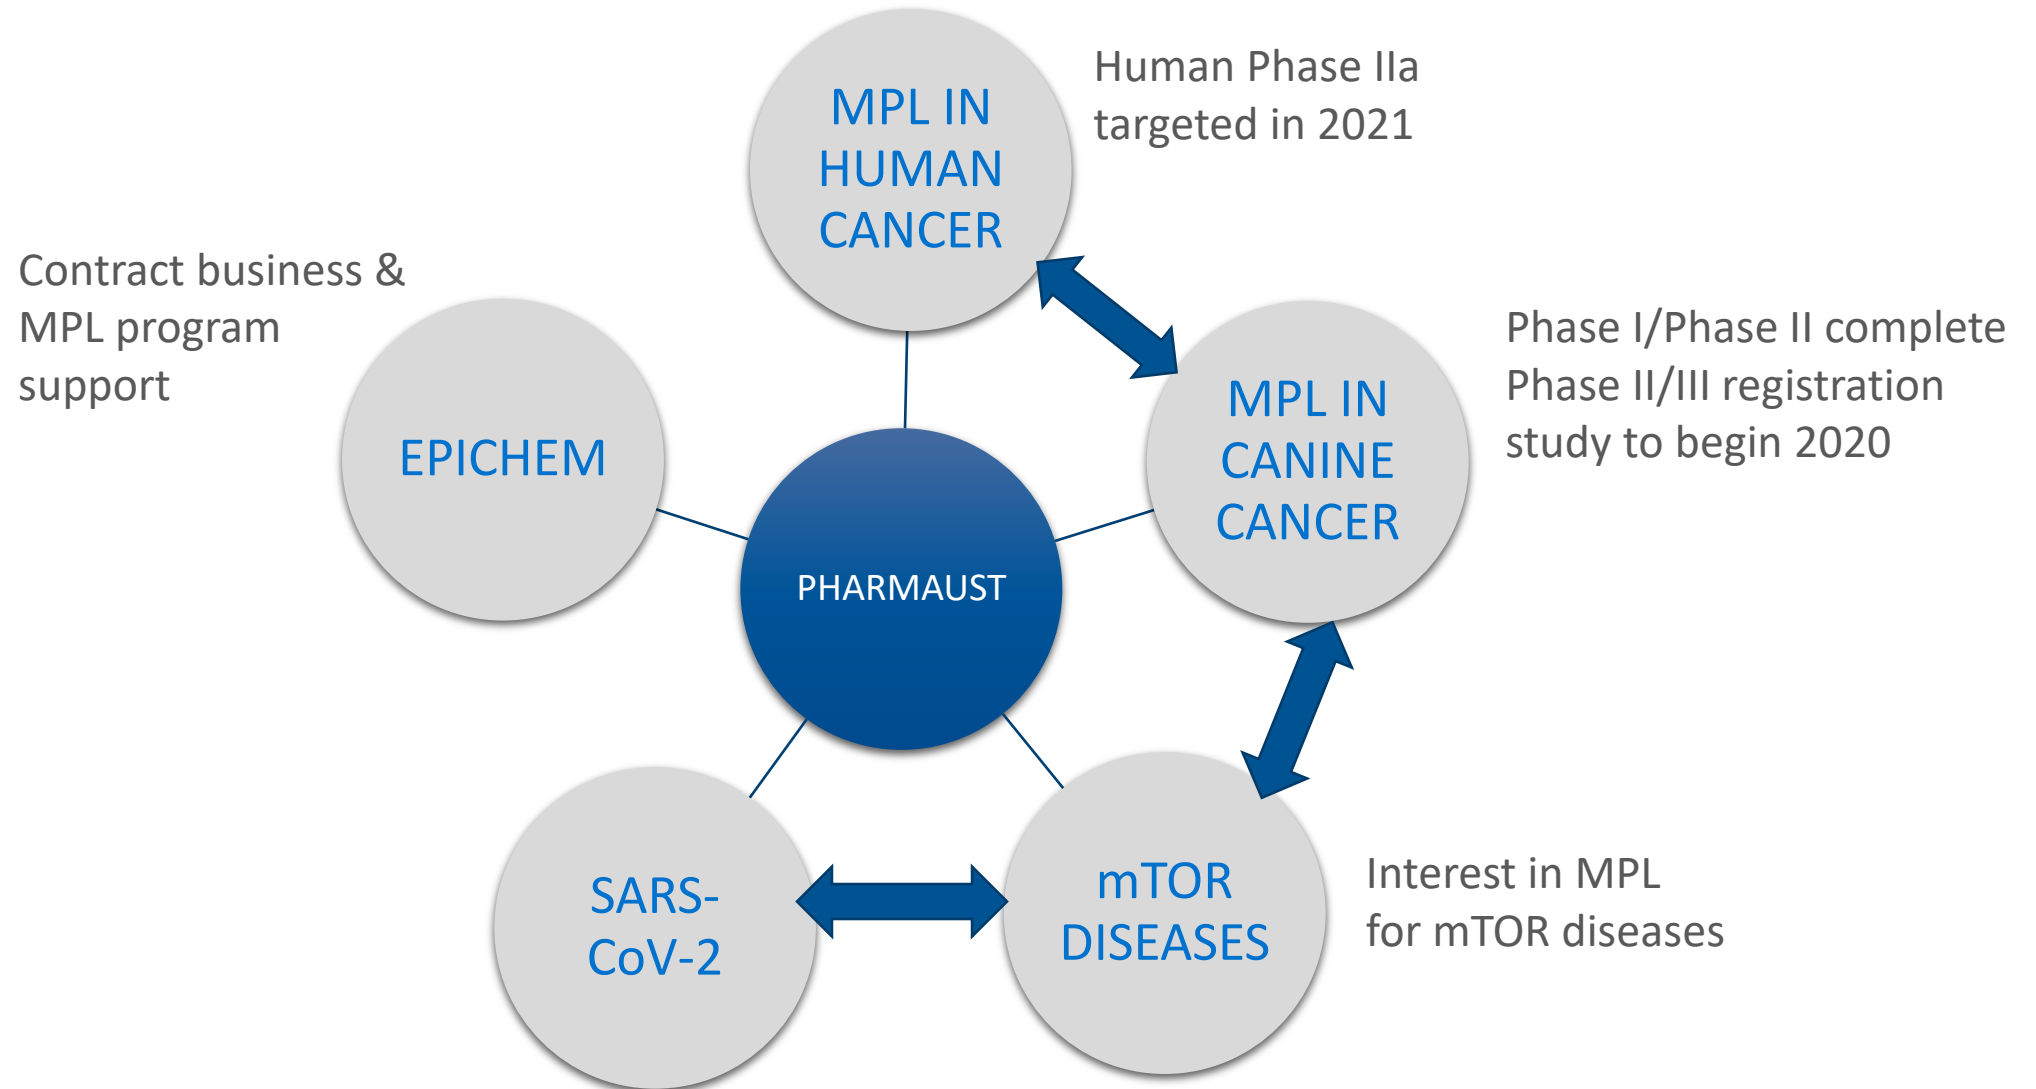 MPL IN
HUMAN
CANCER
Human Phase IIa
targeted in 2021
Contract business &
MPL program
support
EPICHEM
MPL IN
CANINE
CANCER
Phase I/Phase II complete
Phase II/III registration
study to begin 2020
PHARMAUST
SARS-
CoV-2
mTOR
DISEASES
Interest in MPL
for mTOR diseases